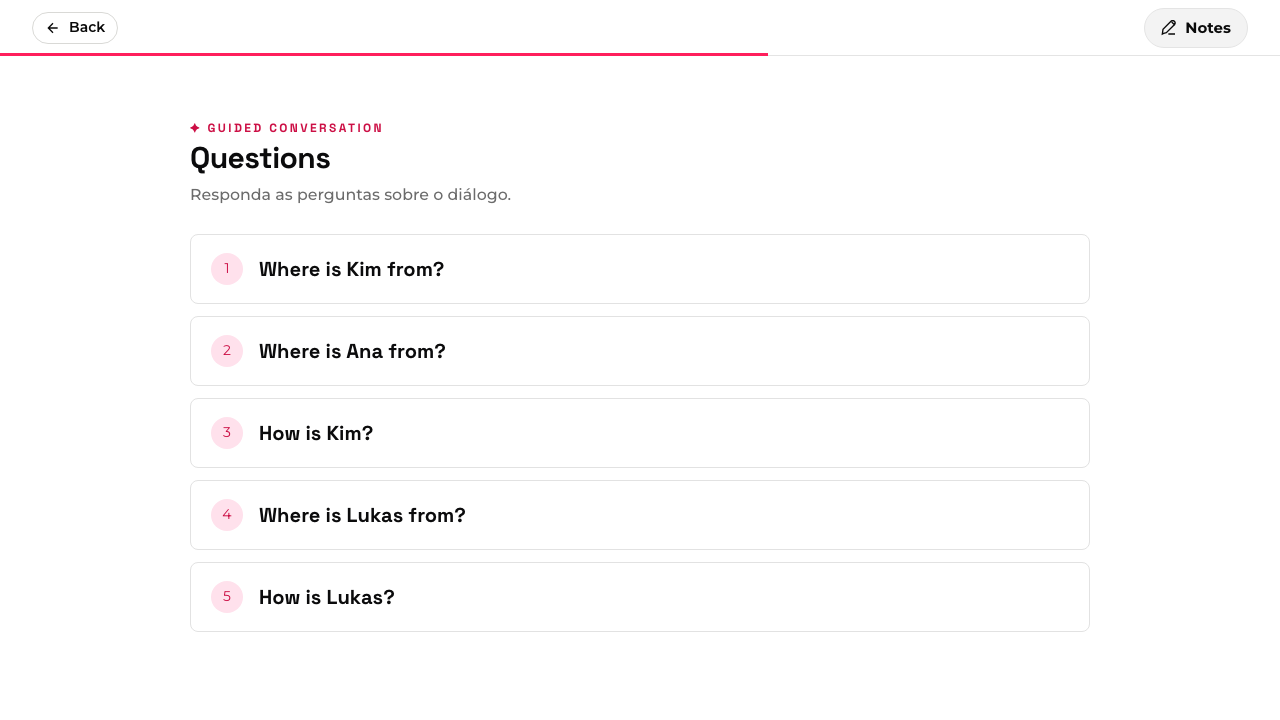 Back
Notes
GUIDED CONVERSATION
Questions
Responda as perguntas sobre o diálogo.
1 Where is Kim from?
2 Where is Ana from?
3 How is Kim?
4 Where is Lukas from?
5 How is Lukas?